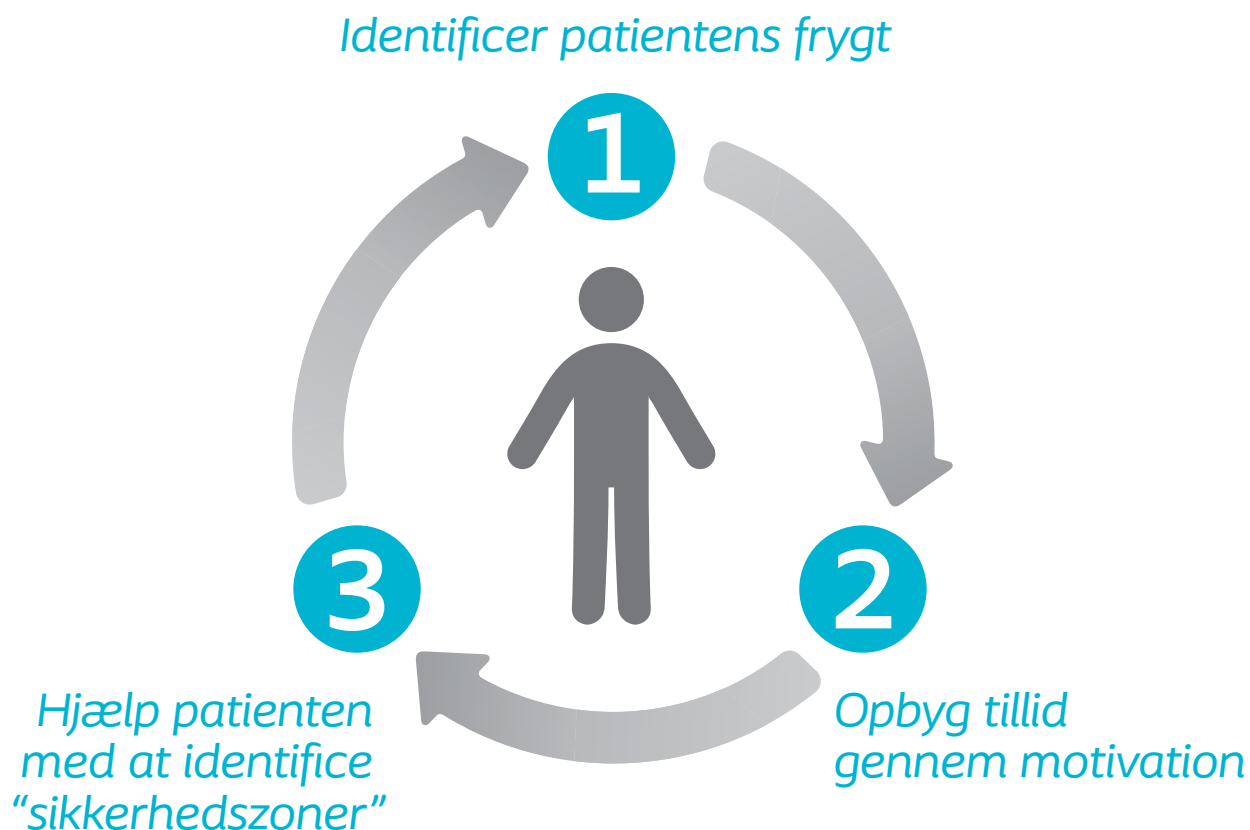 Identificer patientens frygt
1
2
Opbyg tillid
gennem motivation
3
Hjælp patienten
med at identifice
“sikkerhedszoner”